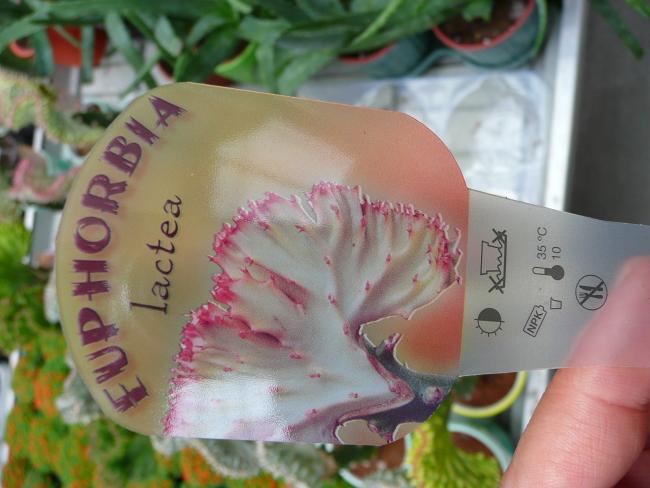 EUPHORBIA
lactea
35 °C
10
NPK